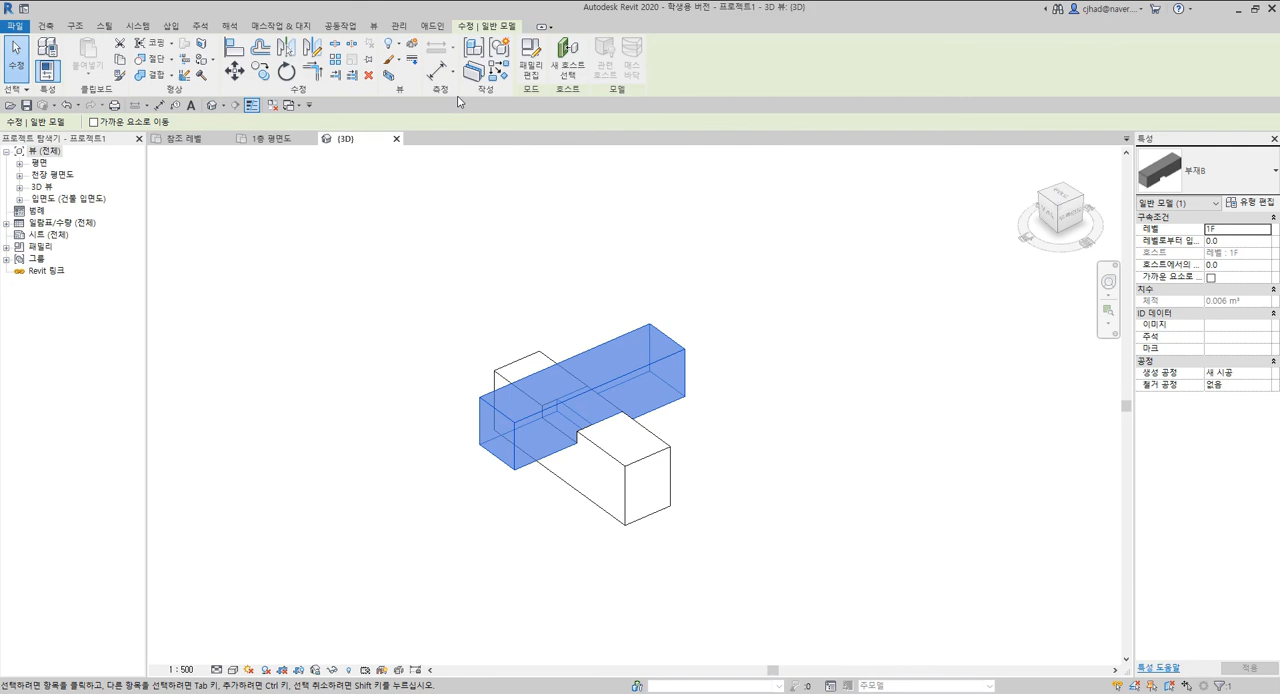 Autodesk Revit 2020 - 학생용 버전 - 프로젝트1 - 3D 뷰: {3D}
cjhad@naver....
파일 건축 구조 스틸 시스템 삽입 주석 해석 매스작업 & 대지 공동작업 뷰 관리 애드인 수정 | 일반 모델
수정 붙여넣기 코핑 절단 결합 패밀리 편집 새 호스트 선택 관련 호스트 매스 바닥
선택 특성 클립보드 형상 수정 뷰 측정 작성 모드 호스트 모델
수정 | 일반 모델 가까운 요소로 이동
프로젝트 탐색기 - 프로젝트1
참조 레벨 1층 평면도 {3D}
뷰 (전체)
평면
천장 평면도
3D 뷰
입면도 (건물 입면도)
범례
일람표/수량 (전체)
시트 (전체)
패밀리
그룹
Revit 링크
특성
부재B
일반 모델 (1) 유형 편집
구속조건
레벨 1F
레벨로부터 입... 0.0
호스트 레벨 : 1F
호스트에서의 ... 0.0
가까운 요소로 ...
치수
체적 0.006 m³
ID 데이터
이미지
주석
마크
공정
생성 공정 새 시공
철거 공정 없음
특성 도움말 적용
1 : 500
선택하려면 항목을 클릭하고, 다른 항목을 선택하려면 Tab 키, 추가하려면 Ctrl 키, 선택 취소하려면 Shift 키를 누르십시오. :0 주모델 :1